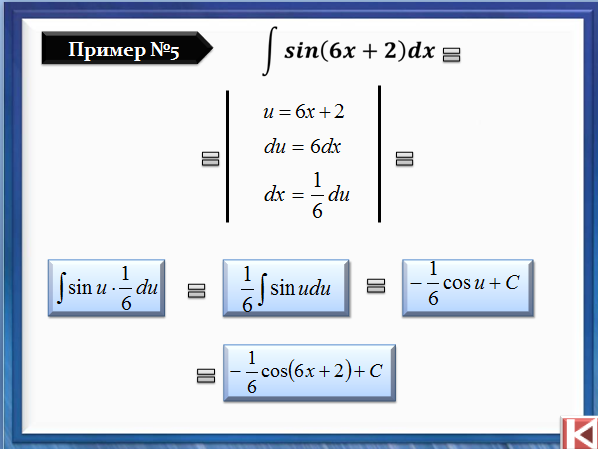 Пример №5
∫ sin(6x + 2)dx =
= | u = 6x + 2
du = 6dx
dx = 1/6 du | =
∫ sin u · 1/6 du = 1/6 ∫ sin udu = − 1/6 cos u + C
= − 1/6 cos(6x + 2) + C